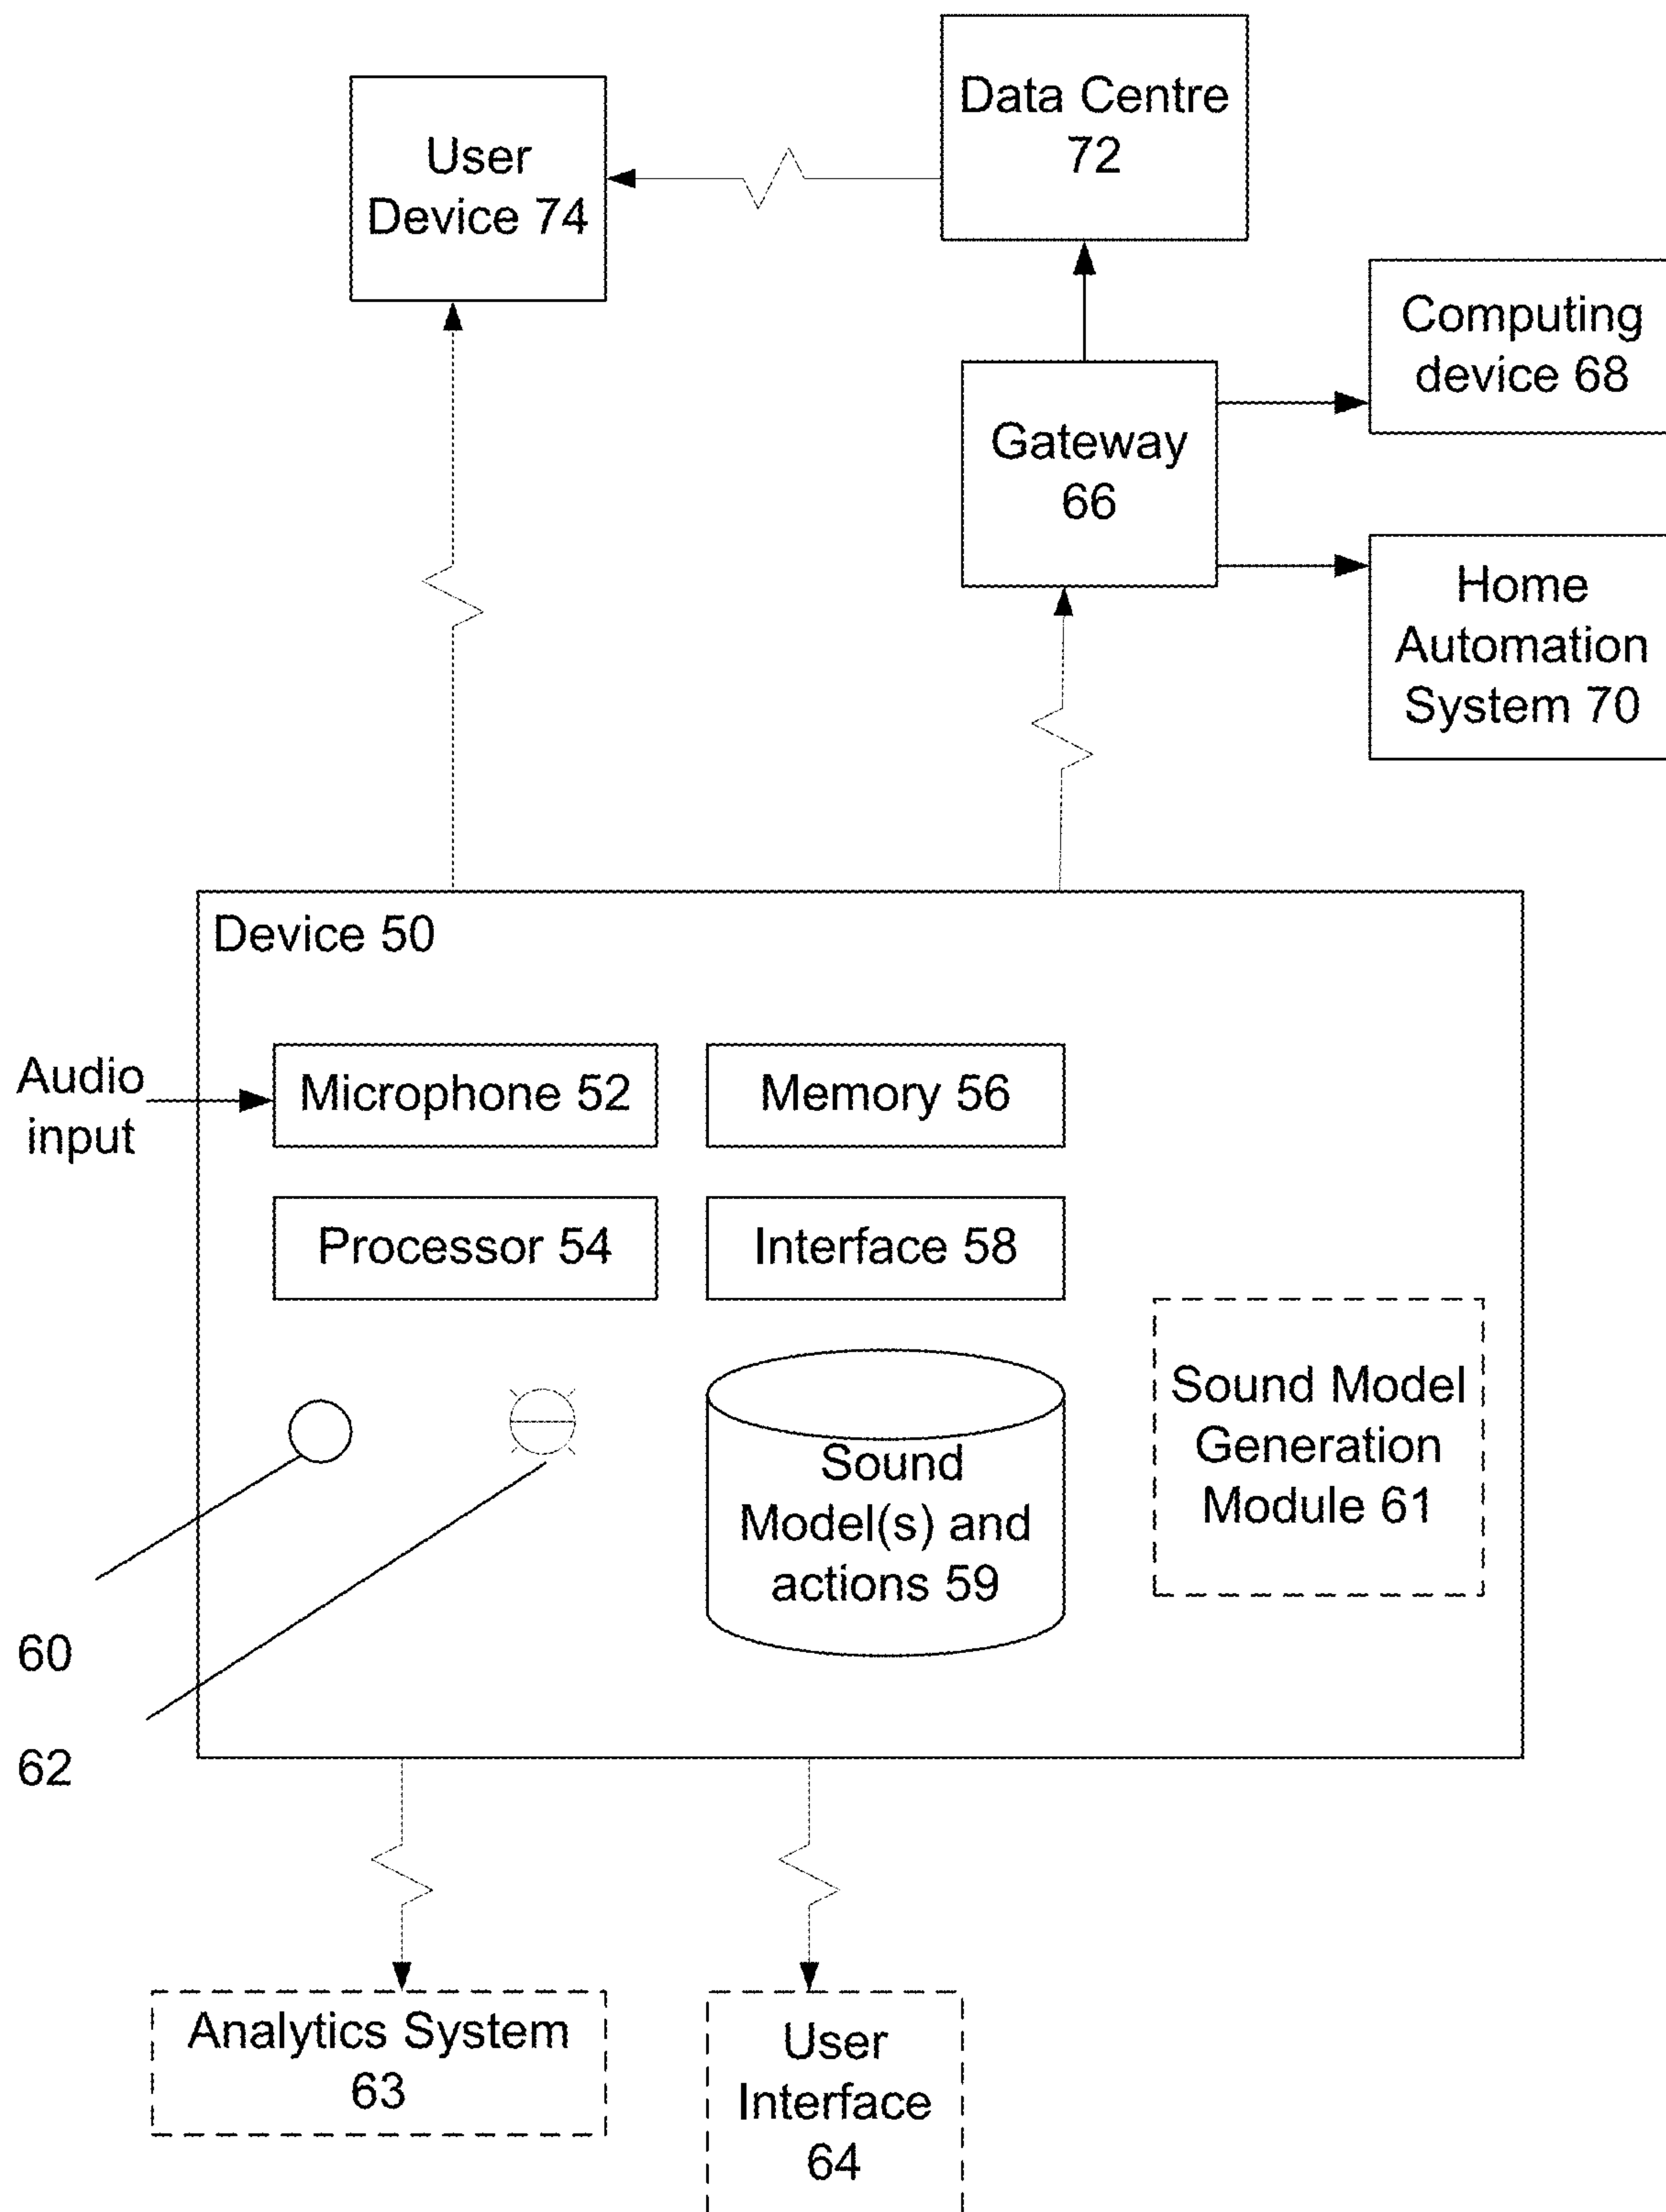 Data Centre
72
User
Device 74
Computing
device 68
Gateway
66
Home
Automation
System 70
Device 50
Audio
input
Microphone 52
Memory 56
Processor 54
Interface 58
Sound Model
Generation
Module 61
Sound
Model(s) and
actions 59
60
62
Analytics System
63
User
Interface
64